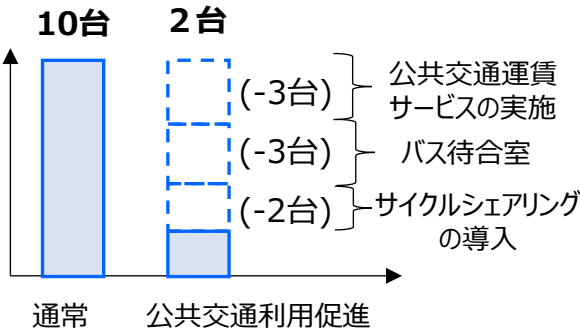 10台
2台
(-3台)
公共交通運賃
サービスの実施
(-3台)
バス待合室
(-2台)
サイクルシェアリング
の導入
通常
公共交通利用促進